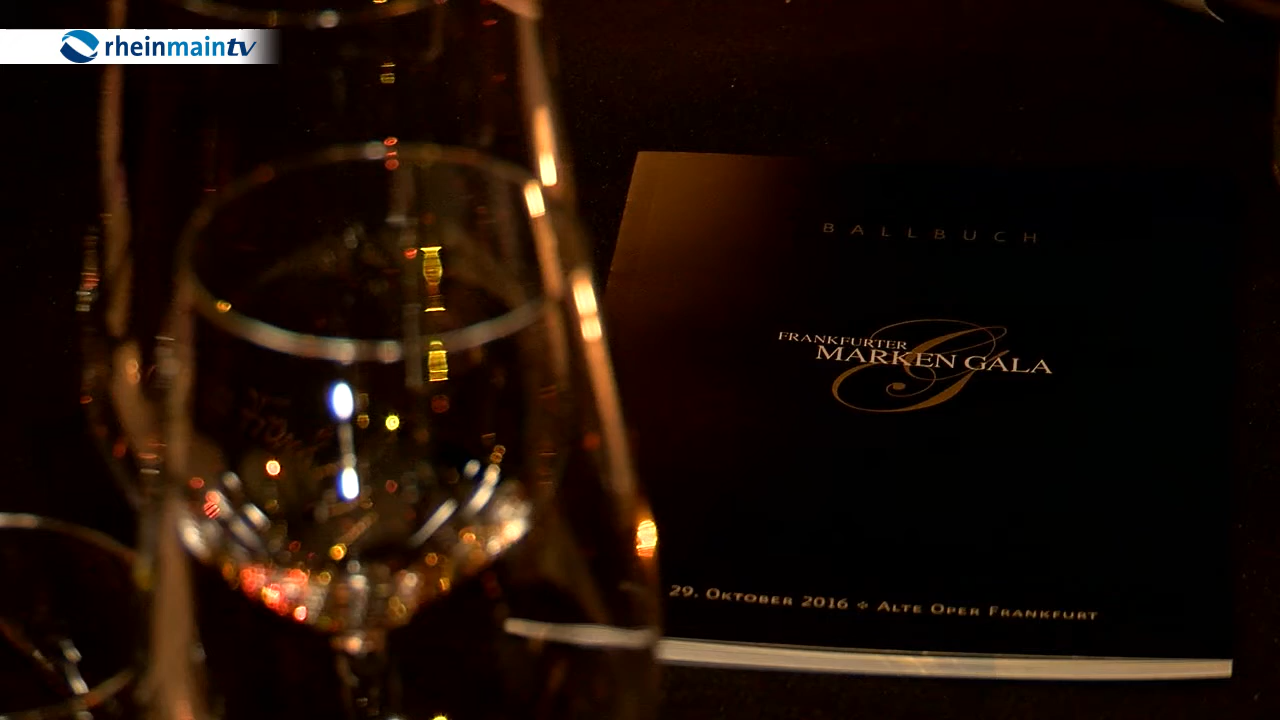 rheinmaintv
BALLBUCH
FRANKFURTER
MARKEN GALA
G
29. OKTOBER 2016 ❖ ALTE OPER FRANKFURT